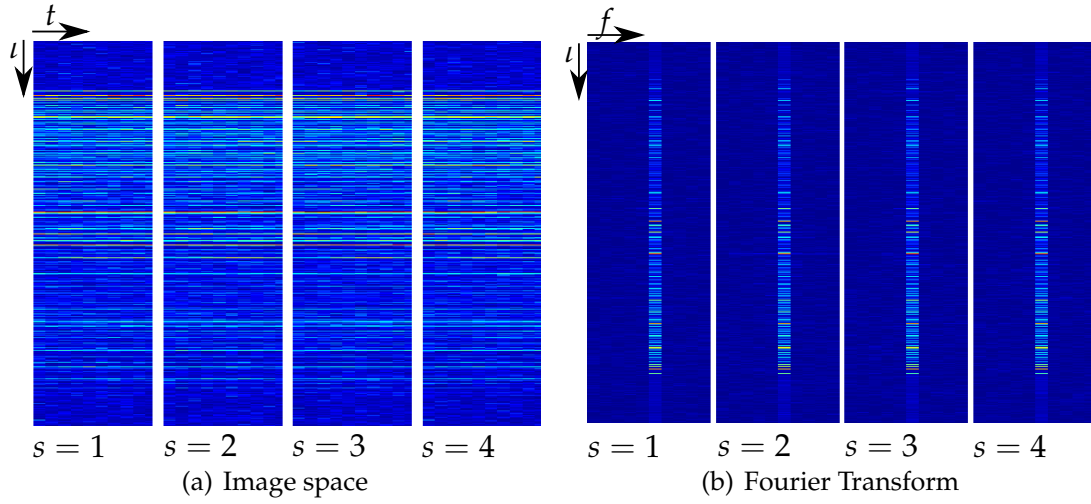 t
f
ι
ι
s = 1
s = 2
s = 3
s = 4
s = 1
s = 2
s = 3
s = 4
(a) Image space
(b) Fourier Transform